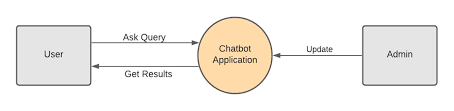 User
Ask Query
Get Results
Chatbot
Application
Update
Admin